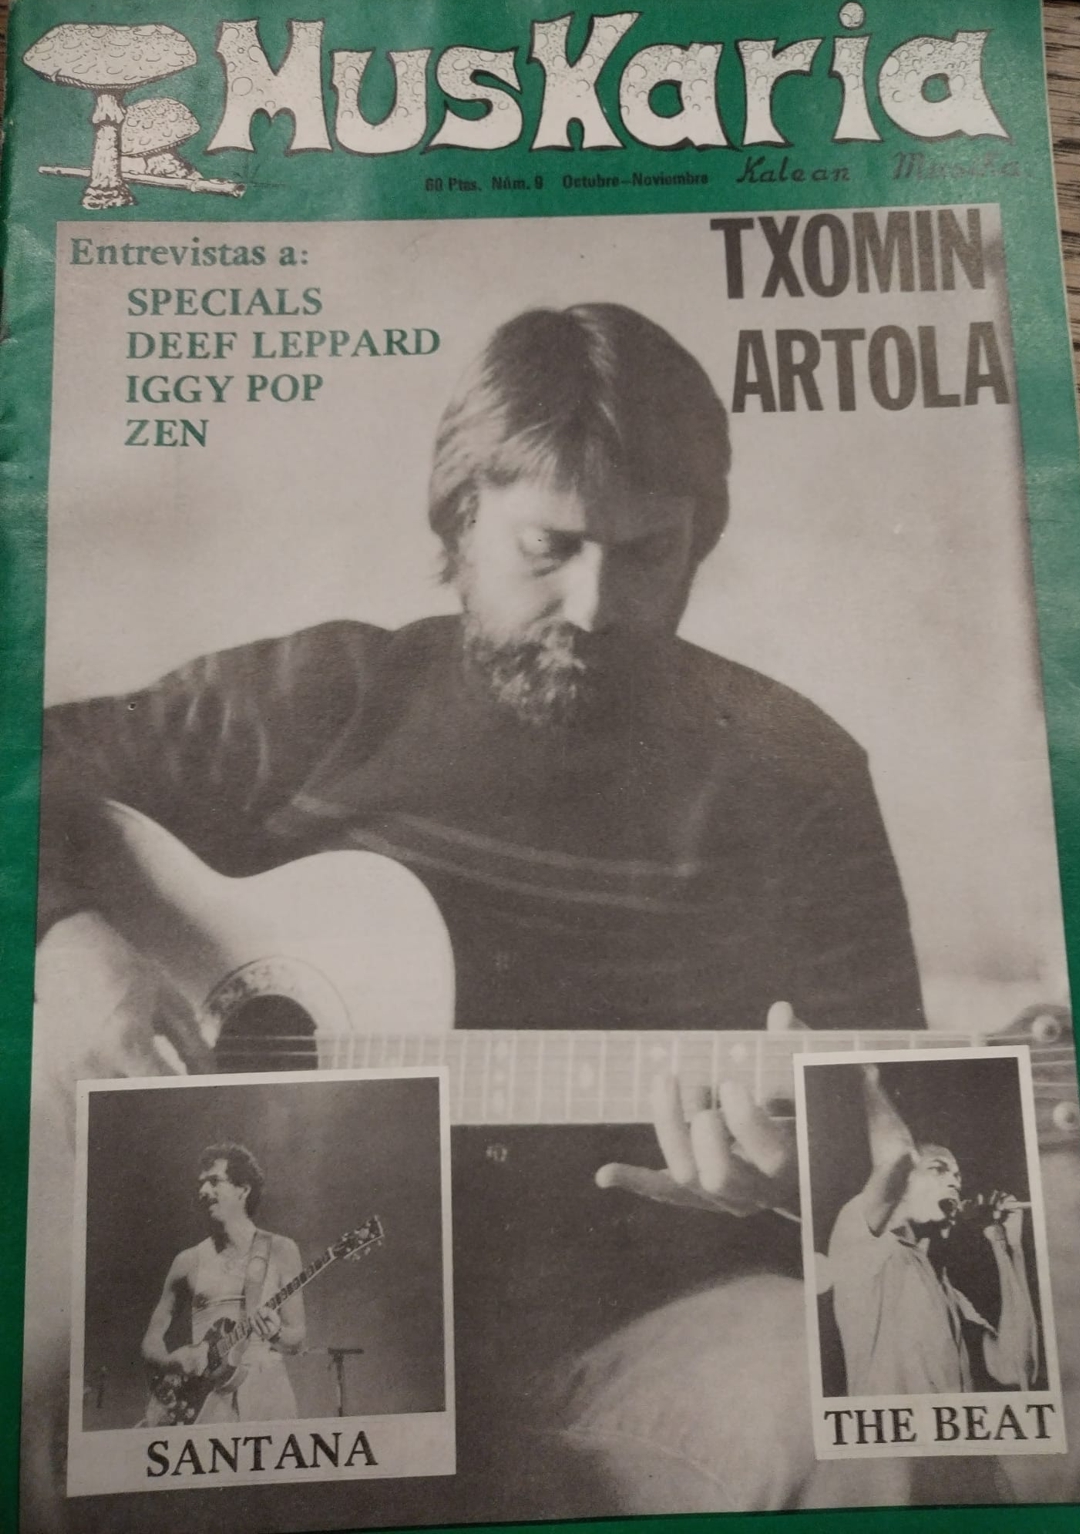 Muskaria
60 Ptas. Núm. 9 Octubre-Noviembre Kalean Musika
Entrevistas a:
SPECIALS
DEEF LEPPARD
IGGY POP
ZEN
TXOMIN
ARTOLA
SANTANA
THE BEAT